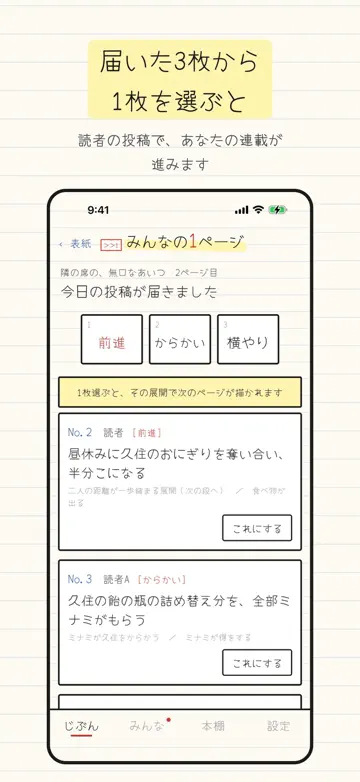 届いた3枚から
1枚を選ぶと
読者の投稿で、あなたの連載が
進みます
9:41
‹ 表紙 >>! みんなの1ページ
隣の席の、無口なあいつ 2ページ目
今日の投稿が届きました
1 2 3
前進 からかい 横やり
1枚選ぶと、その展開で次のページが描かれます
No.2 読者 [前進]
昼休みに久住のおにぎりを奪い合い、
半分こになる
二人の距離が一歩縮まる展開(次の段へ) / 食べ物が
出る
これにする
No.3 読者A [からかい]
久住の飴の瓶の詰め替え分を、全部ミ
ナミがもらう
ミナミが久住をからかう / ミナミが得をする
これにする
じぶん みんな 本棚 設定